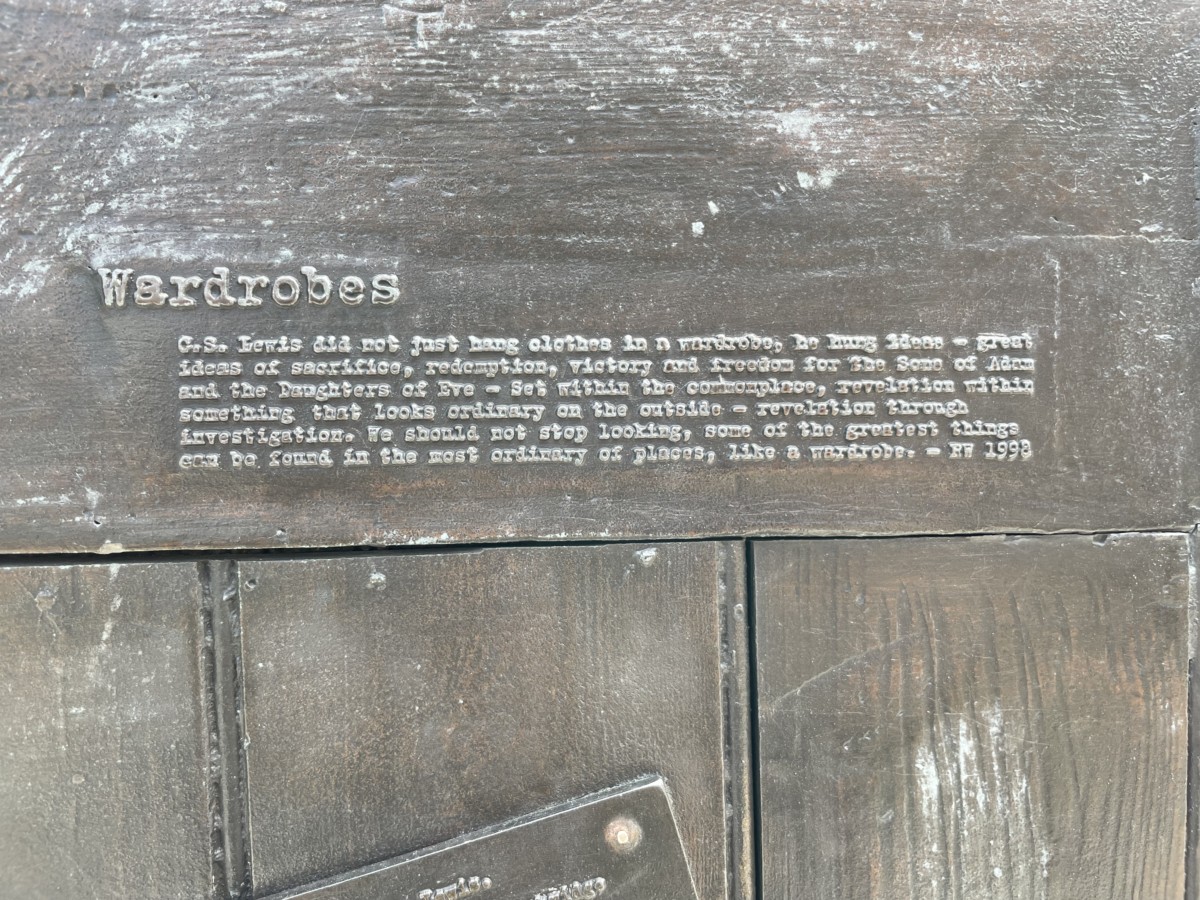 Wardrobes
C.S. Lewis did not just hang clothes in a wardrobe, he hung ideas - great
ideas of sacrifice, redemption, victory and freedom for The Sons of Adam
and the Daughters of Eve - Set within the commonplace, revelation within
something that looks ordinary on the outside - revelation through
investigation. We should not stop looking, some of the greatest things
can be found in the most ordinary of places, like a wardrobe. - RW 1998